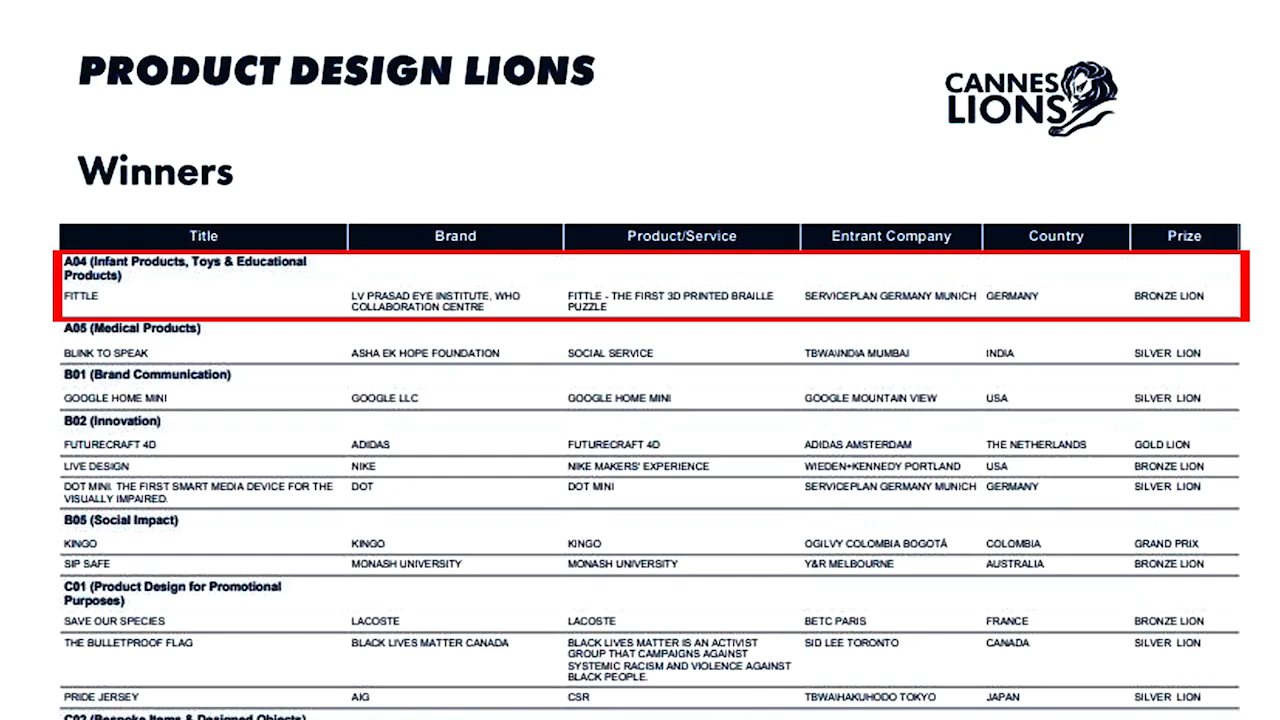 PRODUCT DESIGN LIONS
CANNES
LIONS
Winners
Title Brand Product/Service Entrant Company Country Prize
A04 (Infant Products, Toys & Educational
Products)
FITTLE LV PRASAD EYE INSTITUTE, WHO FITTLE - THE FIRST 3D PRINTED BRAILLE SERVICEPLAN GERMANY MUNICH GERMANY BRONZE LION
COLLABORATION CENTRE PUZZLE
A05 (Medical Products)
BLINK TO SPEAK ASHA EK HOPE FOUNDATION SOCIAL SERVICE TBWA\INDIA MUMBAI INDIA SILVER LION
B01 (Brand Communication)
GOOGLE HOME MINI GOOGLE LLC GOOGLE HOME MINI GOOGLE MOUNTAIN VIEW USA SILVER LION
B02 (Innovation)
FUTURECRAFT 4D ADIDAS FUTURECRAFT 4D ADIDAS AMSTERDAM THE NETHERLANDS GOLD LION
LIVE DESIGN NIKE NIKE MAKERS' EXPERIENCE WIEDEN+KENNEDY PORTLAND USA BRONZE LION
DOT MINI. THE FIRST SMART MEDIA DEVICE FOR THE DOT DOT MINI SERVICEPLAN GERMANY MUNICH GERMANY SILVER LION
VISUALLY IMPAIRED.
B05 (Social Impact)
KINGO KINGO KINGO OGILVY COLOMBIA BOGOTÁ COLOMBIA GRAND PRIX
SIP SAFE MONASH UNIVERSITY MONASH UNIVERSITY Y&R MELBOURNE AUSTRALIA BRONZE LION
C01 (Product Design for Promotional
Purposes)
SAVE OUR SPECIES LACOSTE LACOSTE BETC PARIS FRANCE BRONZE LION
THE BULLETPROOF FLAG BLACK LIVES MATTER CANADA BLACK LIVES MATTER IS AN ACTIVIST SID LEE TORONTO CANADA SILVER LION
GROUP THAT CAMPAIGNS AGAINST
SYSTEMIC RACISM AND VIOLENCE AGAINST
BLACK PEOPLE.
PRIDE JERSEY AIG CSR TBWA\HAKUHODO TOKYO JAPAN SILVER LION
C02 (Bespoke Items & Designed Objects)